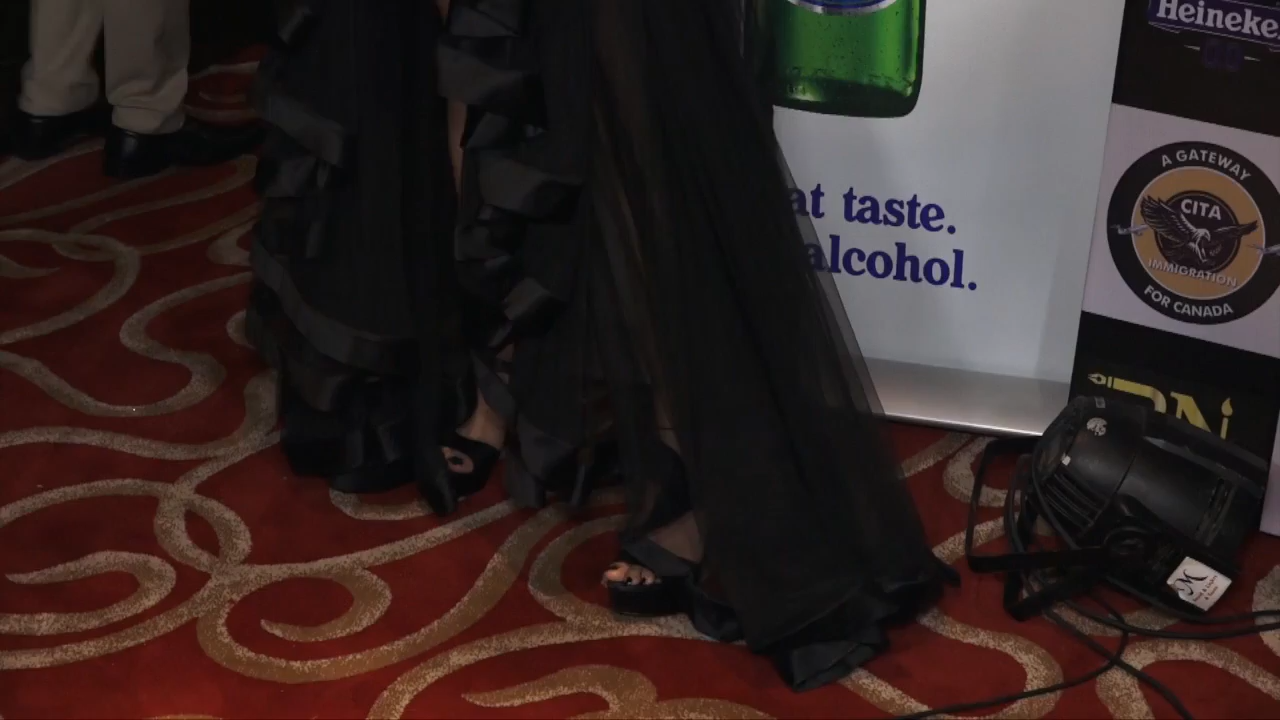 at taste.
alcohol.
Heineke
A GATEWAY
CITA
IMMIGRATION
FOR CANADA
M